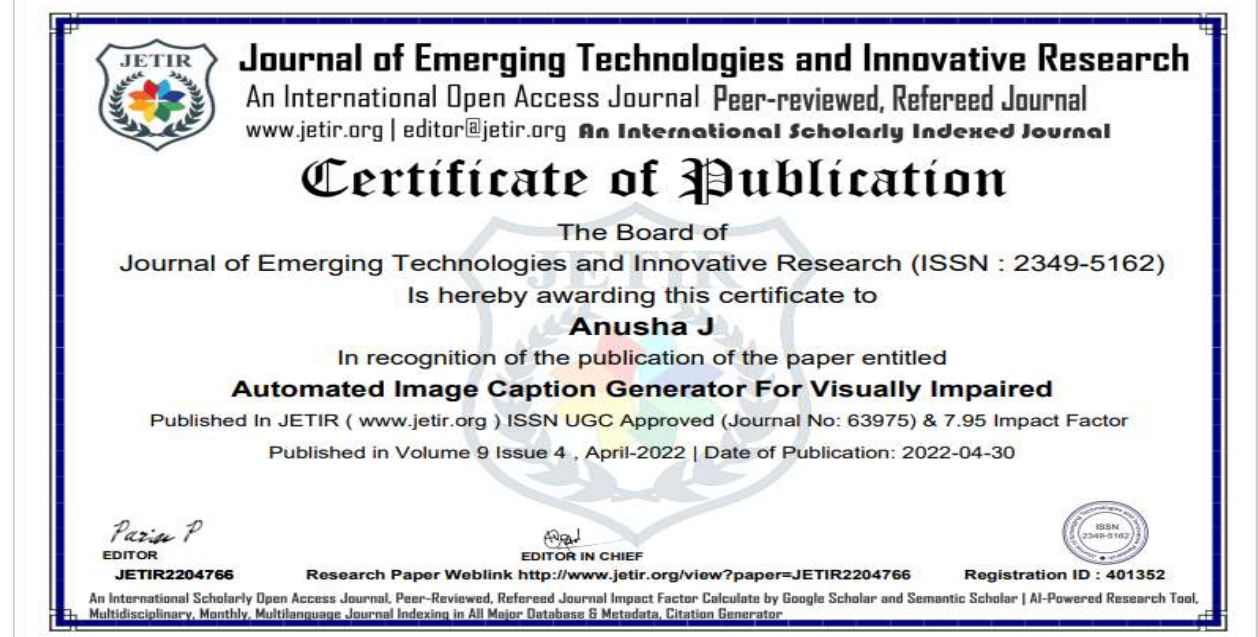 JETIR
Journal of Emerging Technologies and Innovative Research
An International Open Access Journal Peer-reviewed, Refereed Journal
www.jetir.org | editor@jetir.org An International Scholarly Indexed Journal
Certificate of Publication
The Board of
Journal of Emerging Technologies and Innovative Research (ISSN : 2349-5162)
Is hereby awarding this certificate to
Anusha J
In recognition of the publication of the paper entitled
Automated Image Caption Generator For Visually Impaired
Published In JETIR ( www.jetir.org ) ISSN UGC Approved (Journal No: 63975) & 7.95 Impact Factor
Published in Volume 9 Issue 4 , April-2022 | Date of Publication: 2022-04-30
JETIR
ISSN
2349-5162
EDITOR
EDITOR IN CHIEF
JETIR2204766 Research Paper Weblink http://www.jetir.org/view?paper=JETIR2204766 Registration ID : 401352
An International Scholarly Open Access Journal, Peer-Reviewed, Refereed Journal Impact Factor Calculate by Google Scholar and Semantic Scholar | AI-Powered Research Tool,
Multidisciplinary, Monthly, Multilanguage Journal Indexing in All Major Database & Metadata, Citation Generator